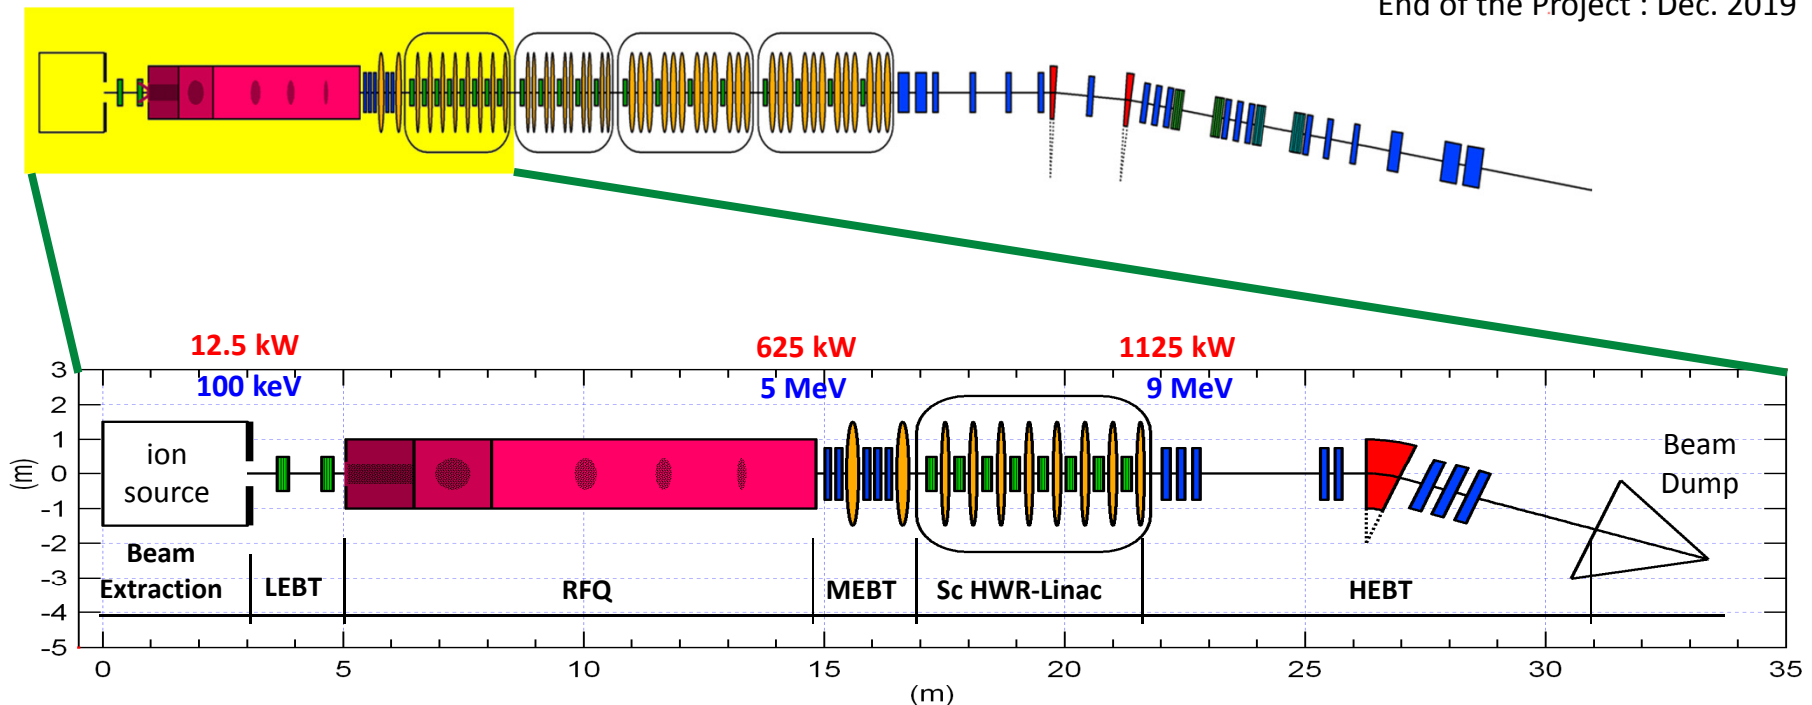 End of the Project : Dec. 2019
12.5 kW
625 kW
1125 kW
100 keV
5 MeV
9 MeV
3
2
1
0
-1
-2
-3
-4
-5
(m)
ion
source
Beam
Dump
Beam
Extraction
LEBT
RFQ
MEBT
Sc HWR-Linac
HEBT
0
5
10
15
20
25
30
35
(m)